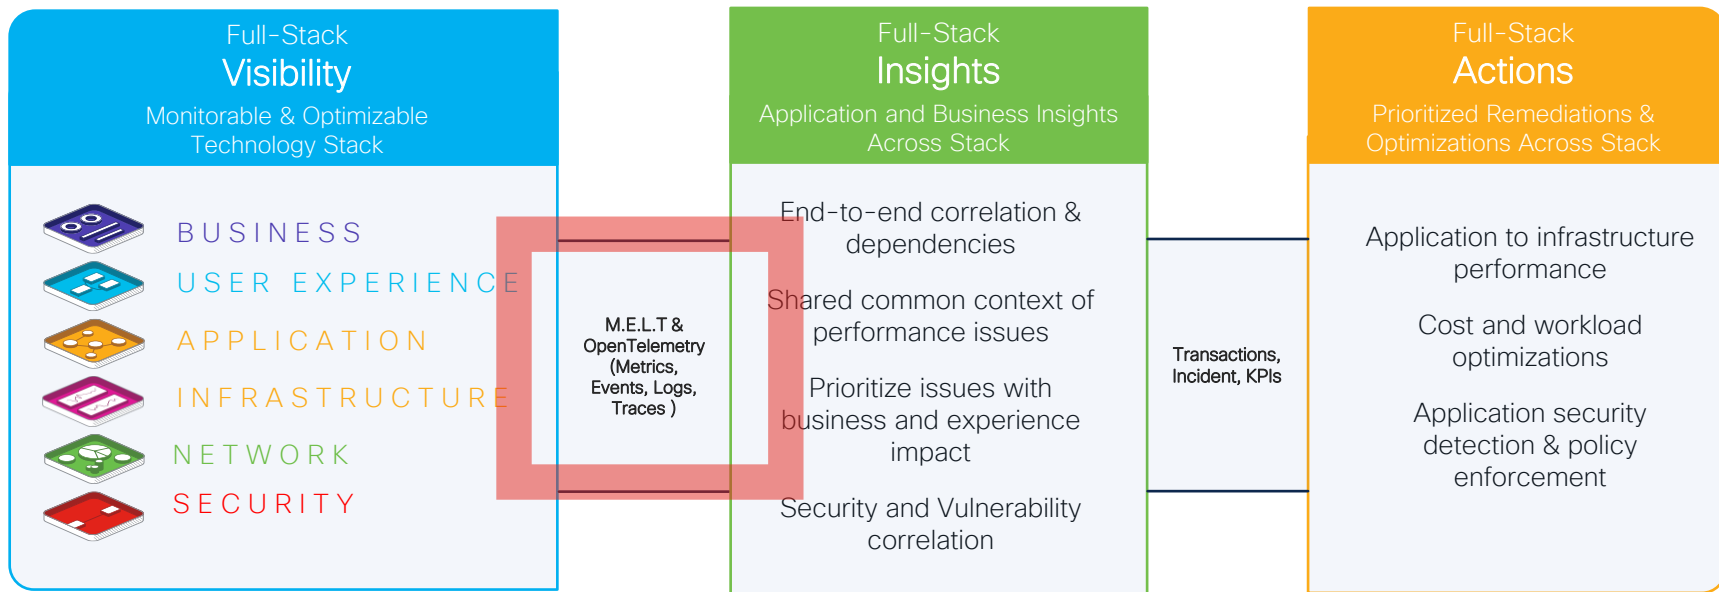 Full-Stack
Visibility
Monitorable & Optimizable
Technology Stack
BUSINESS
USER EXPERIENCE
APPLICATION
INFRASTRUCTURE
NETWORK
SECURITY
M.E.L.T &
OpenTelemetry
(Metrics,
Events, Logs,
Traces )
Full-Stack
Insights
Application and Business Insights
Across Stack
End-to-end correlation &
dependencies
Shared common context of
performance issues
Prioritize issues with
business and experience
impact
Security and Vulnerability
correlation
Transactions,
Incident, KPIs
Full-Stack
Actions
Prioritized Remediations &
Optimizations Across Stack
Application to infrastructure
performance
Cost and workload
optimizations
Application security
detection & policy
enforcement